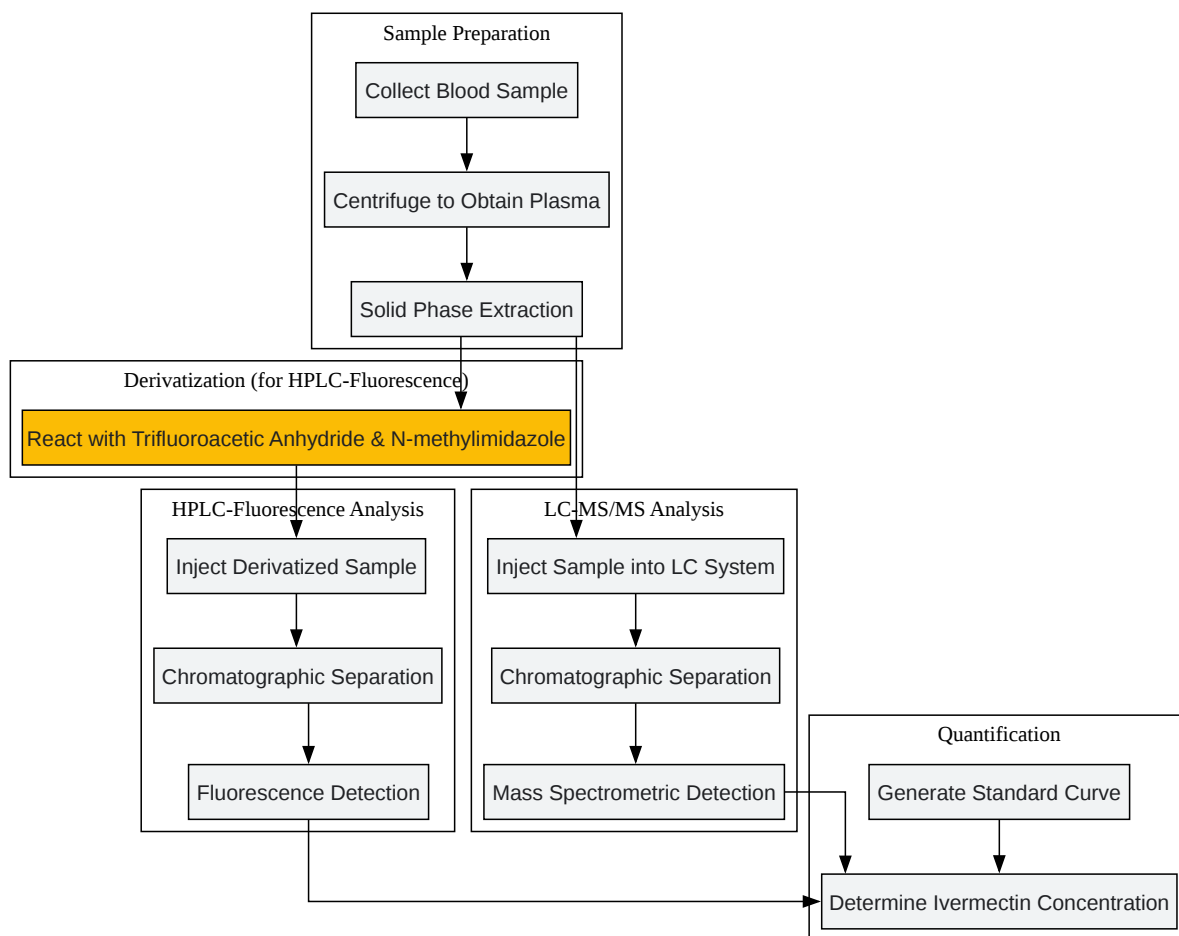 Sample Preparation
Collect Blood Sample
Centrifuge to Obtain Plasma
Solid Phase Extraction
Derivatization (for HPLC-Fluorescence)
React with Trifluoroacetic Anhydride & N-methylimidazole
HPLC-Fluorescence Analysis
Inject Derivatized Sample
Chromatographic Separation
Fluorescence Detection
LC-MS/MS Analysis
Inject Sample into LC System
Chromatographic Separation
Mass Spectrometric Detection
Quantification
Generate Standard Curve
Determine Ivermectin Concentration